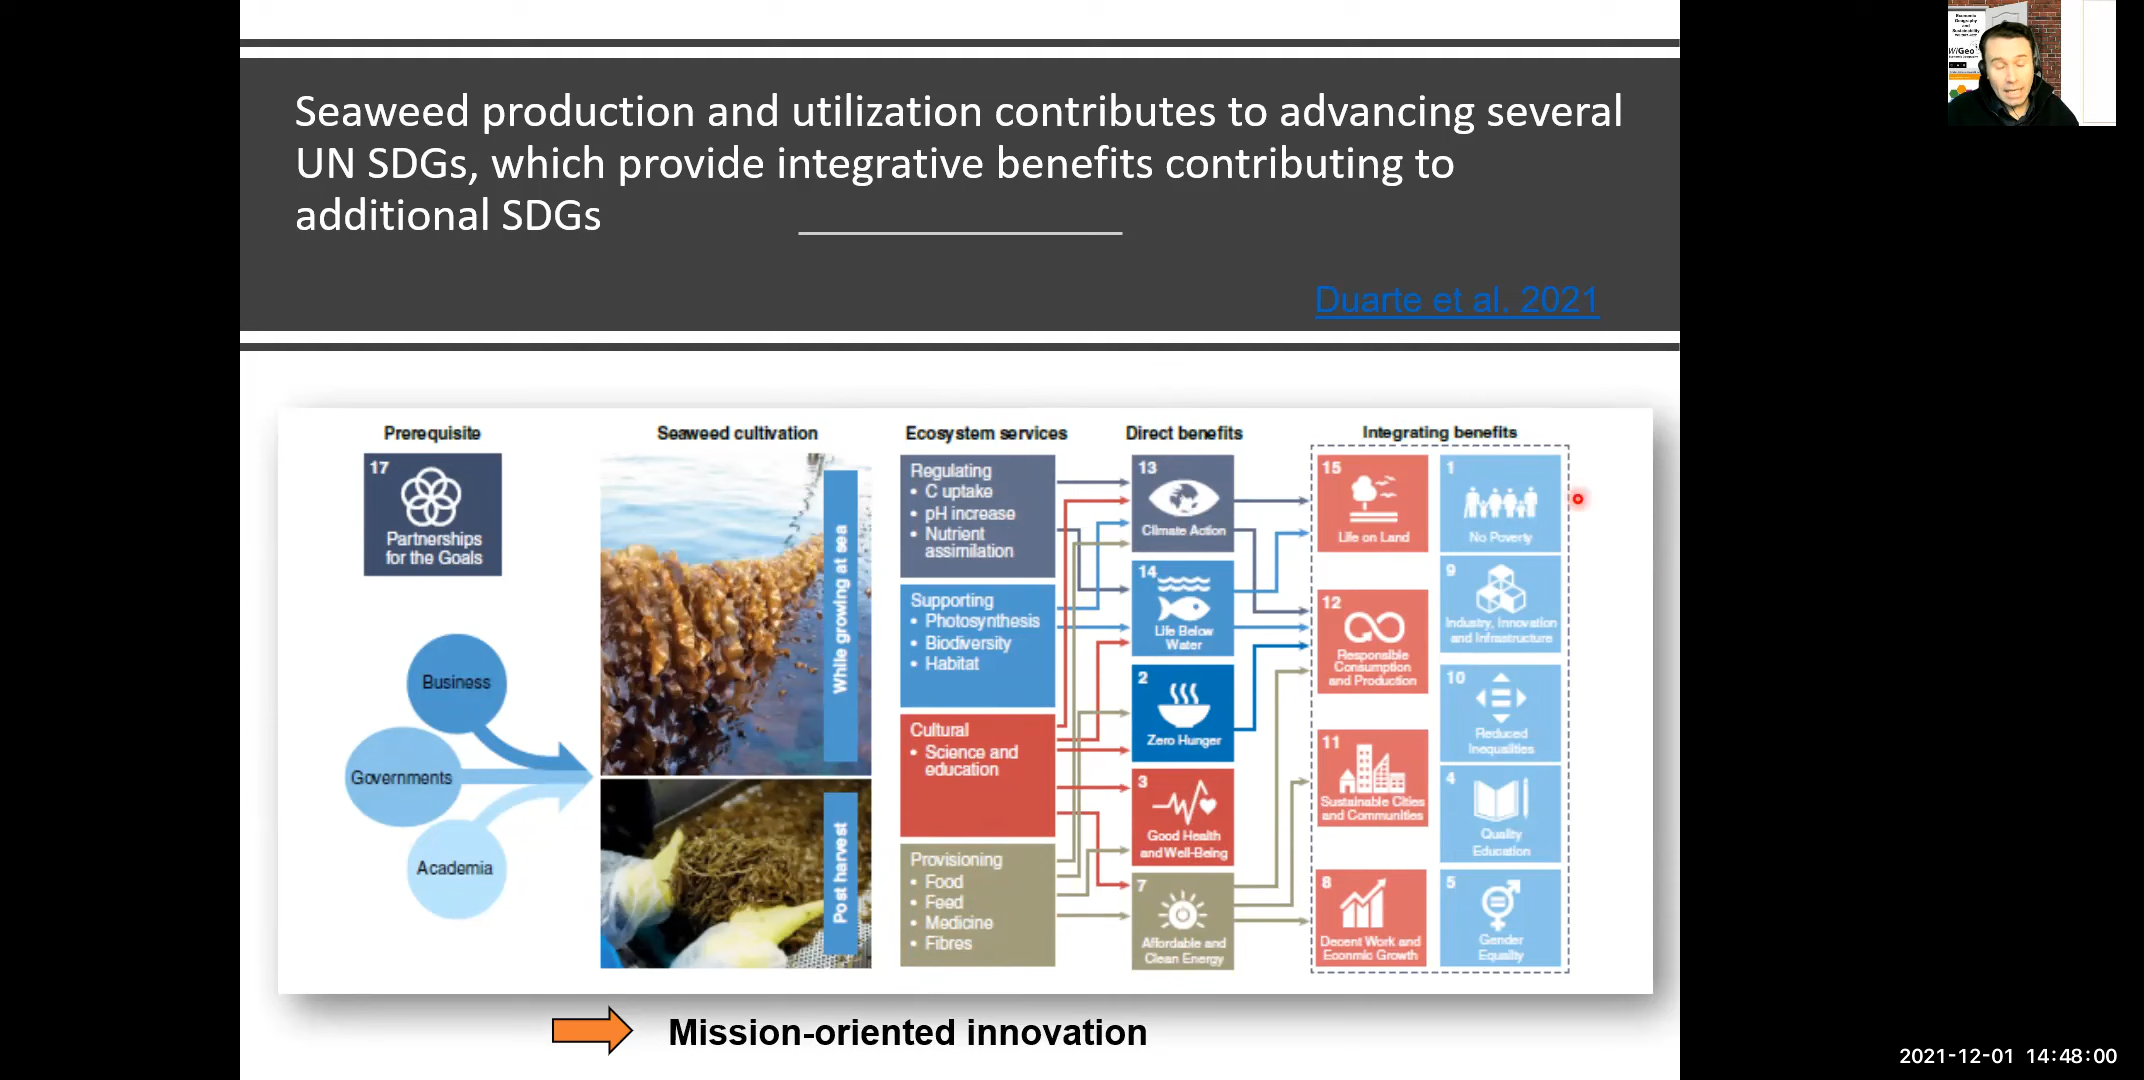 Seaweed production and utilization contributes to advancing several
UN SDGs, which provide integrative benefits contributing to
additional SDGs
Duarte et al. 2021
Prerequisite
17
Partnerships
for the Goals
Business
Governments
Academia
Seaweed cultivation
While growing at sea
Post harvest
Ecosystem services
Regulating
• C uptake
• pH increase
• Nutrient
assimilation
Supporting
• Photosynthesis
• Biodiversity
• Habitat
Cultural
• Science and
education
Provisioning
• Food
• Feed
• Medicine
• Fibres
Direct benefits
13
Climate Action
14
Life Below
Water
2
Zero Hunger
3
Good Health
and Well-Being
7
Affordable and
Clean Energy
Integrating benefits
15
Life on Land
12
Responsible
Consumption
and Production
11
Sustainable Cities
and Communities
8
Decent Work and
Econmic Growth
1
No Poverty
9
Industry, Innovation
and Infrastructure
10
Reduced
Inequalities
4
Quality
Education
5
Gender
Equality
Mission-oriented innovation
Economic
Geography
and
Sustainability
WiGeo
2021-12-01 14:48:00